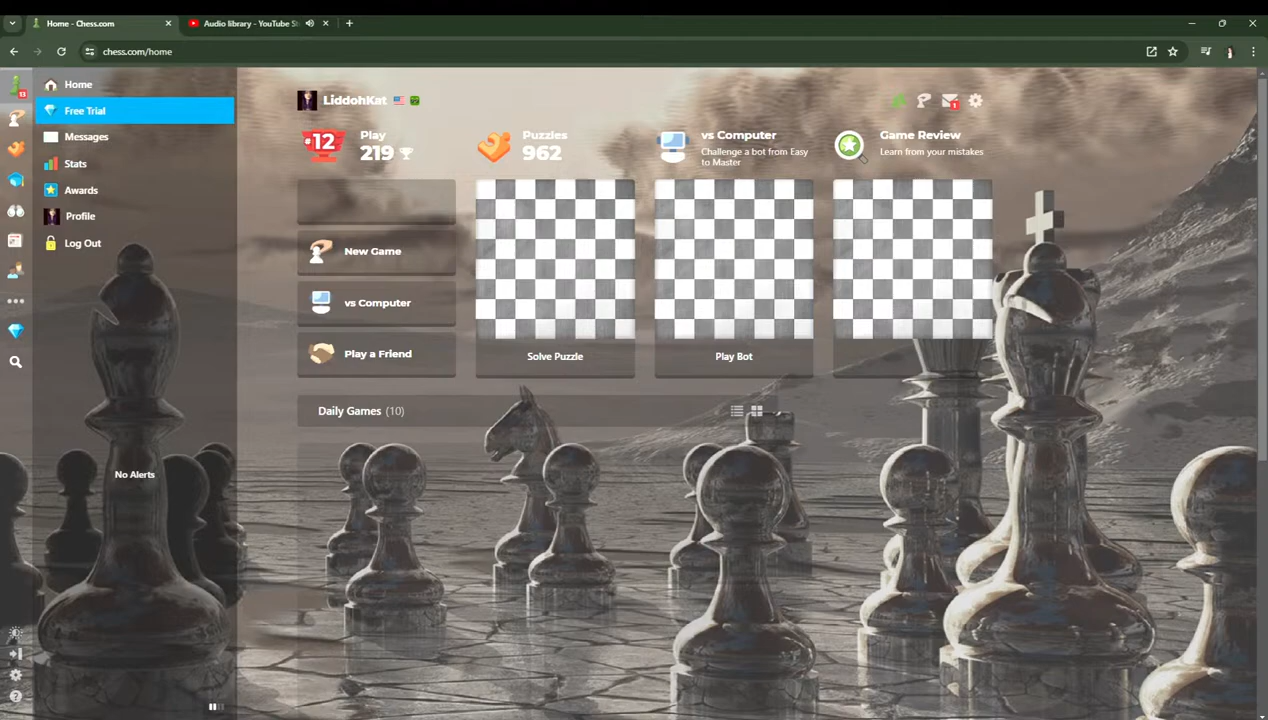 Home - Chess.com
Audio library - YouTube St
chess.com/home
13
Home
Free Trial
Messages
Stats
Awards
Profile
Log Out
No Alerts
LiddohKat
1
#12
Play
219
Puzzles
962
vs Computer
Challenge a bot from Easy
to Master
Game Review
Learn from your mistakes
New Game
vs Computer
Play a Friend
Solve Puzzle
Play Bot
Daily Games (10)